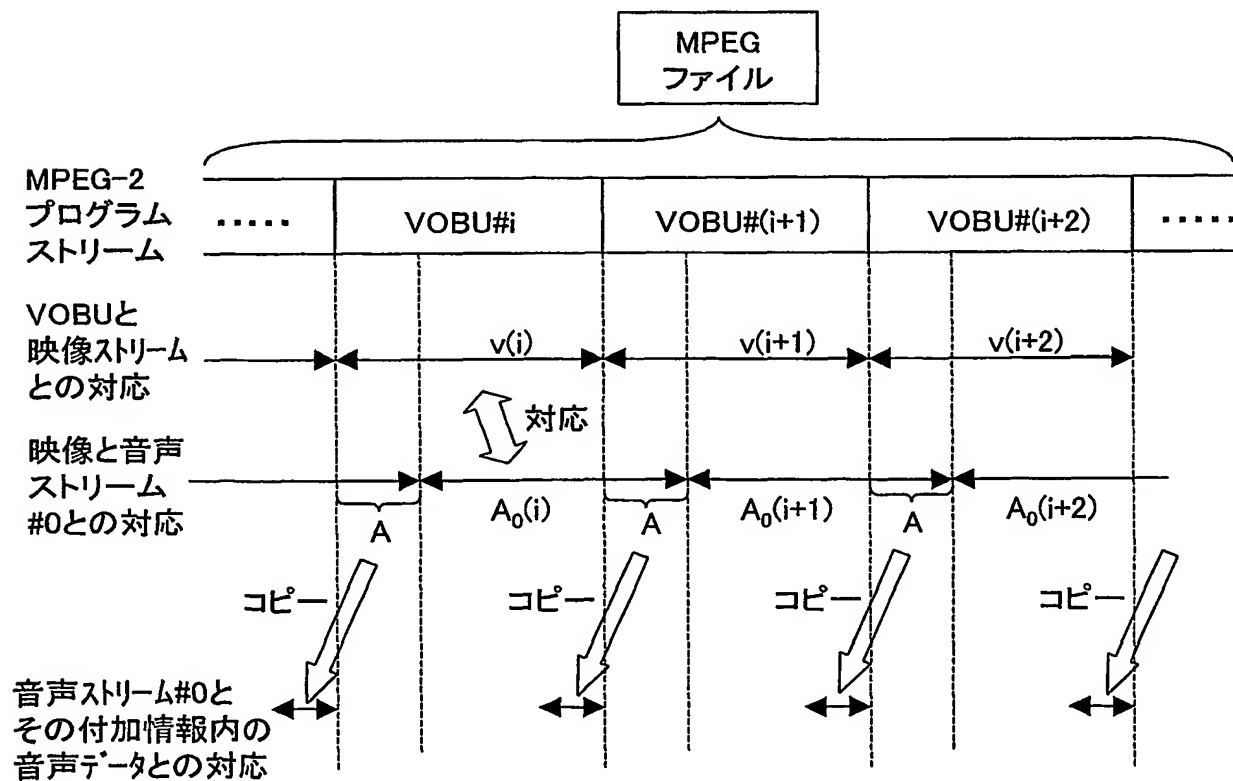 MPEG
ファイル
MPEG-2
プログラム
ストリーム
‥‥‥
VOBU#i
VOBU#(i+1)
VOBU#(i+2)
‥‥‥
VOBUと
映像ストリーム
との対応
v(i)
v(i+1)
v(i+2)
対応
映像と音声
ストリーム
#0との対応
A
A₀(i)
A
A₀(i+1)
A
A₀(i+2)
コピー
コピー
コピー
コピー
音声ストリーム#0と
その付加情報内の
音声データとの対応